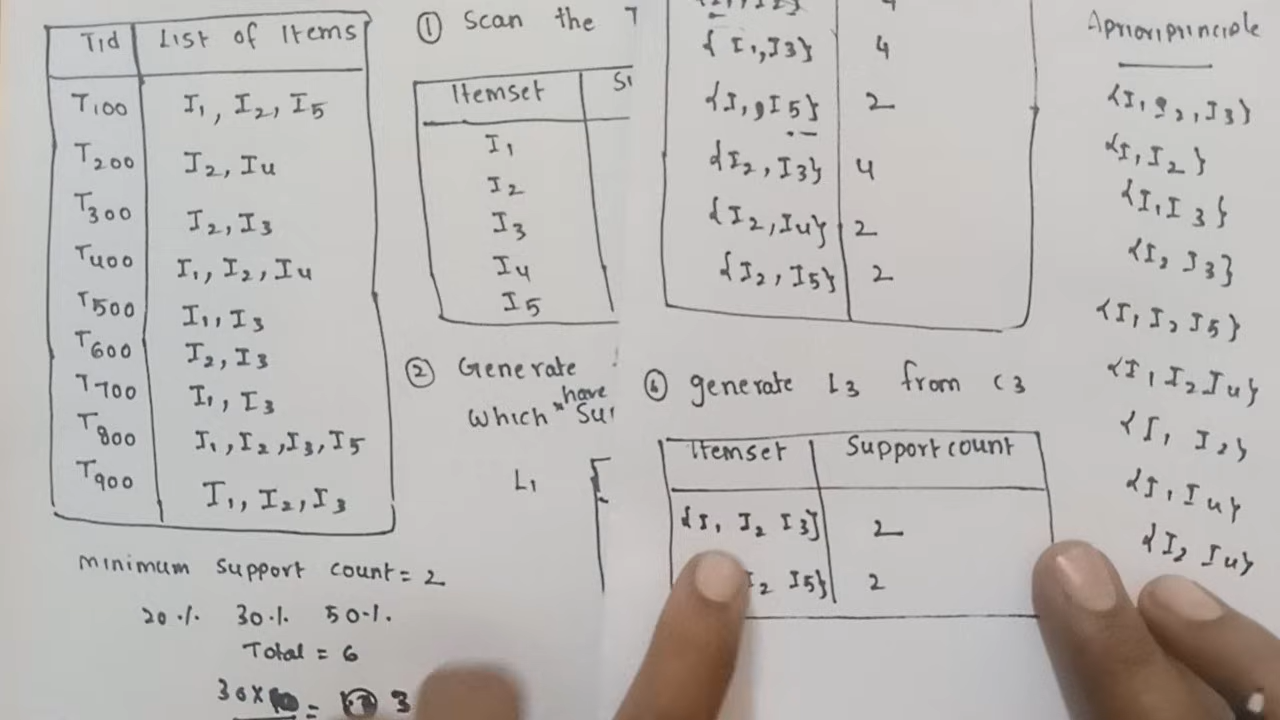 Tid List of Items
T100 I1, I2, I5
T200 I2, I4
T300 I2, I3
T400 I1, I2, I4
T500 I1, I3
T600 I2, I3
T700 I1, I3
T800 I1, I2, I3, I5
T900 I1, I2, I3
minimum support count = 2
20·/. 30·/. 50·/.
Total = 6
= 3
① Scan the
Itemset
I1
I2
I3
I4
I5
② Generate
have
which
L1
{I1, I3} 4
{I1, I5} 2
{I2, I3} 4
{I2, I4} 2
{I2, I5} 2
⑥ generate L3 from C3
Itemset Support count
{I1 I2 I3} 2
I2 I5} 2
Aprioriprinciple
{I1, I2, I3}
{I1, I2}
{I1 I3}
{I2 I3}
{I1 I2 I5}
{I1 I2 I4}
{I1 I2}
{I1 I4}
{I2 I4}